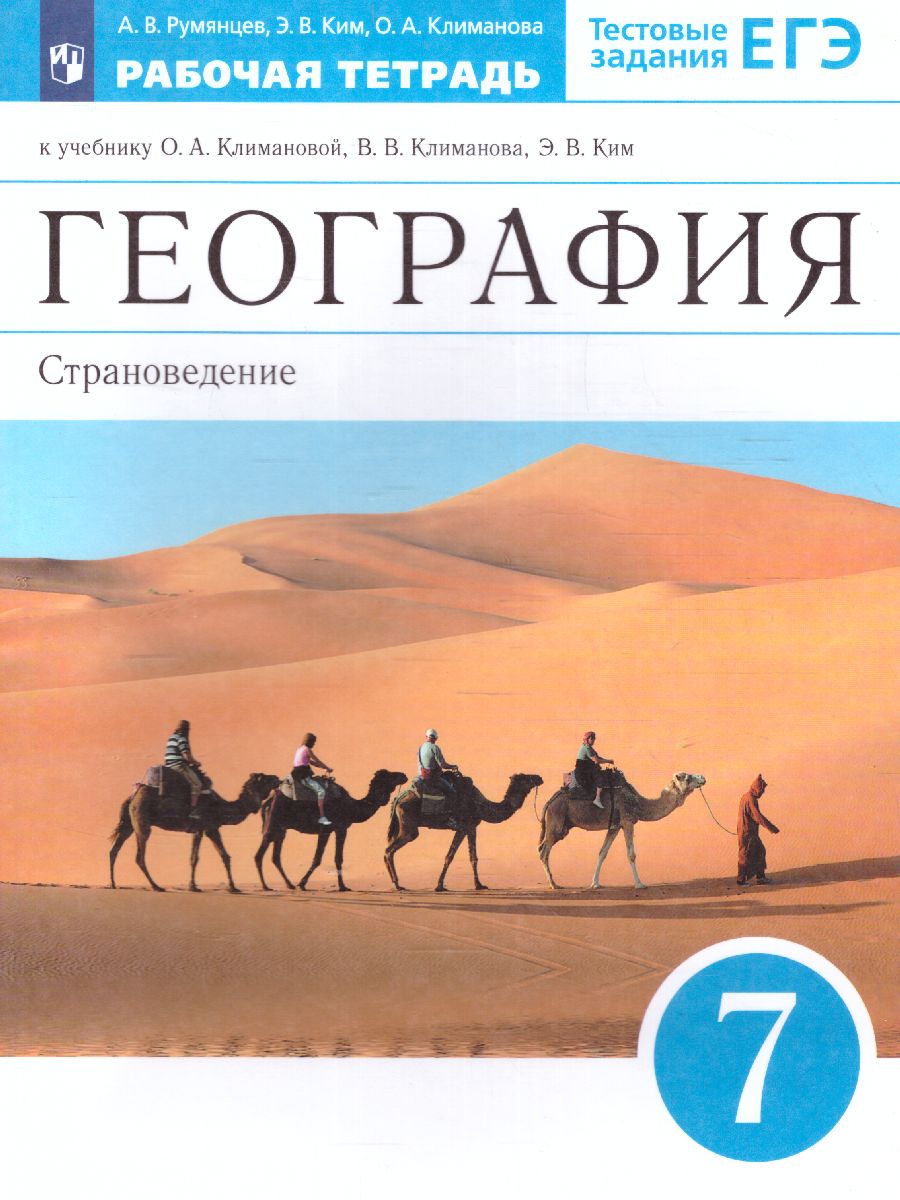 А. В. Румянцев, Э. В. Ким, О. А. Климанова
РАБОЧАЯ ТЕТРАДЬ
Тестовые
задания ЕГЭ
к учебнику О. А. Климановой, В. В. Климанова, Э. В. Ким
ГЕОГРАФИЯ
Страноведение
7